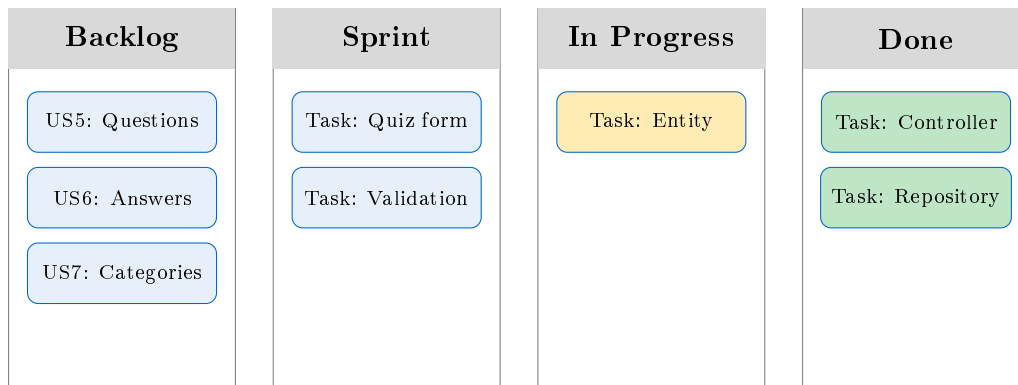 Backlog
US5: Questions
US6: Answers
US7: Categories
Sprint
Task: Quiz form
Task: Validation
In Progress
Task: Entity
Done
Task: Controller
Task: Repository